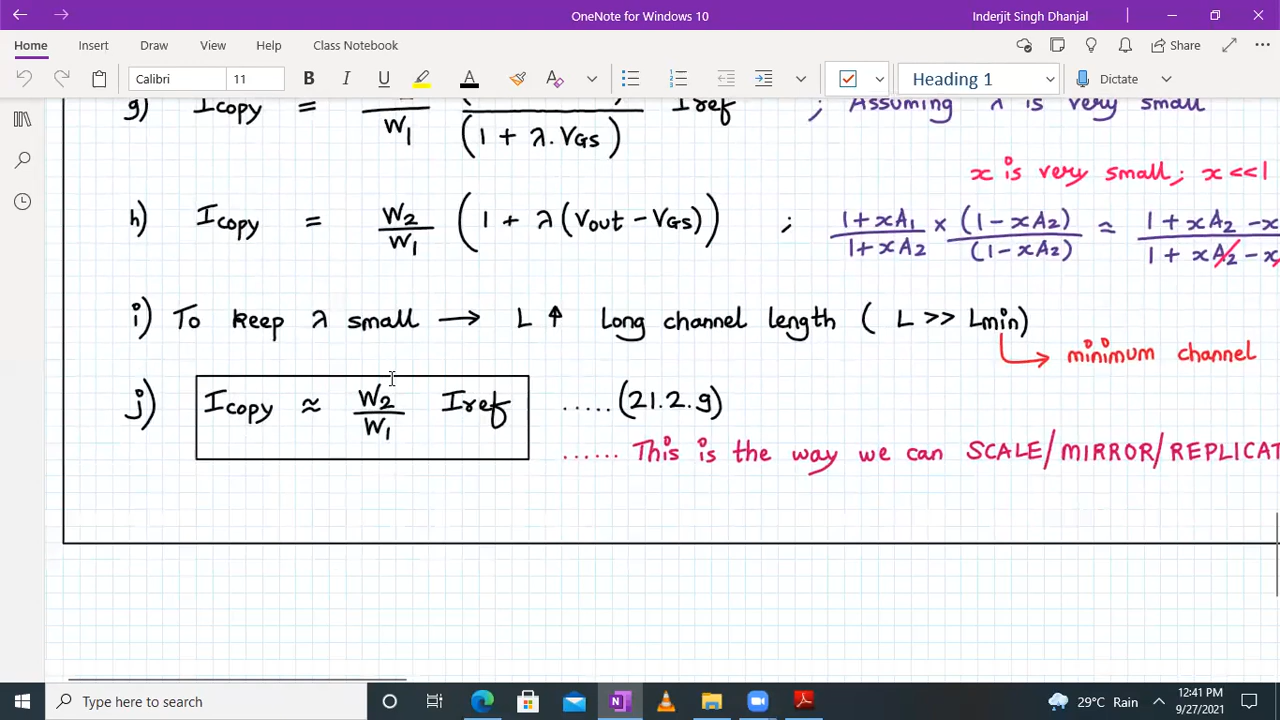 OneNote for Windows 10
Inderjit Singh Dhanjal
Home Insert Draw View Help Class Notebook
Share
Calibri 11 B I U A Heading 1 Dictate
g) Icopy = W1 (1 + λ.VGS) Iref ; Assuming λ is very small
x is very small; x <<1
h) Icopy = W2/W1 (1 + λ(Vout - VGS)) ; 1+xA1/1+xA2 × (1-xA2)/(1-xA2) ≈ 1 + xA2 -x/1 + xA2 -x
i) To keep λ small → L ↑ Long channel length ( L >> Lmin)
minimum channel
j) Icopy ≈ W2/W1 Iref .....(21.2.g)
...... This is the way we can SCALE/MIRROR/REPLICAT
Type here to search
29°C Rain
12:41 PM
9/27/2021